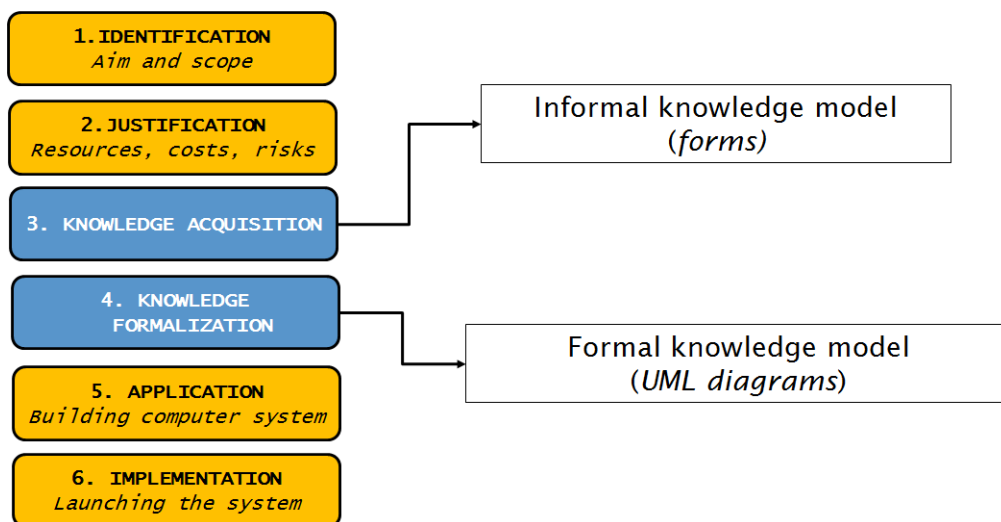 1.IDENTIFICATION
Aim and scope
2.JUSTIFICATION
Resources, costs, risks
3. KNOWLEDGE ACQUISITION
4. KNOWLEDGE
FORMALIZATION
5. APPLICATION
Building computer system
6. IMPLEMENTATION
Launching the system
Informal knowledge model
(forms)
Formal knowledge model
(UML diagrams)